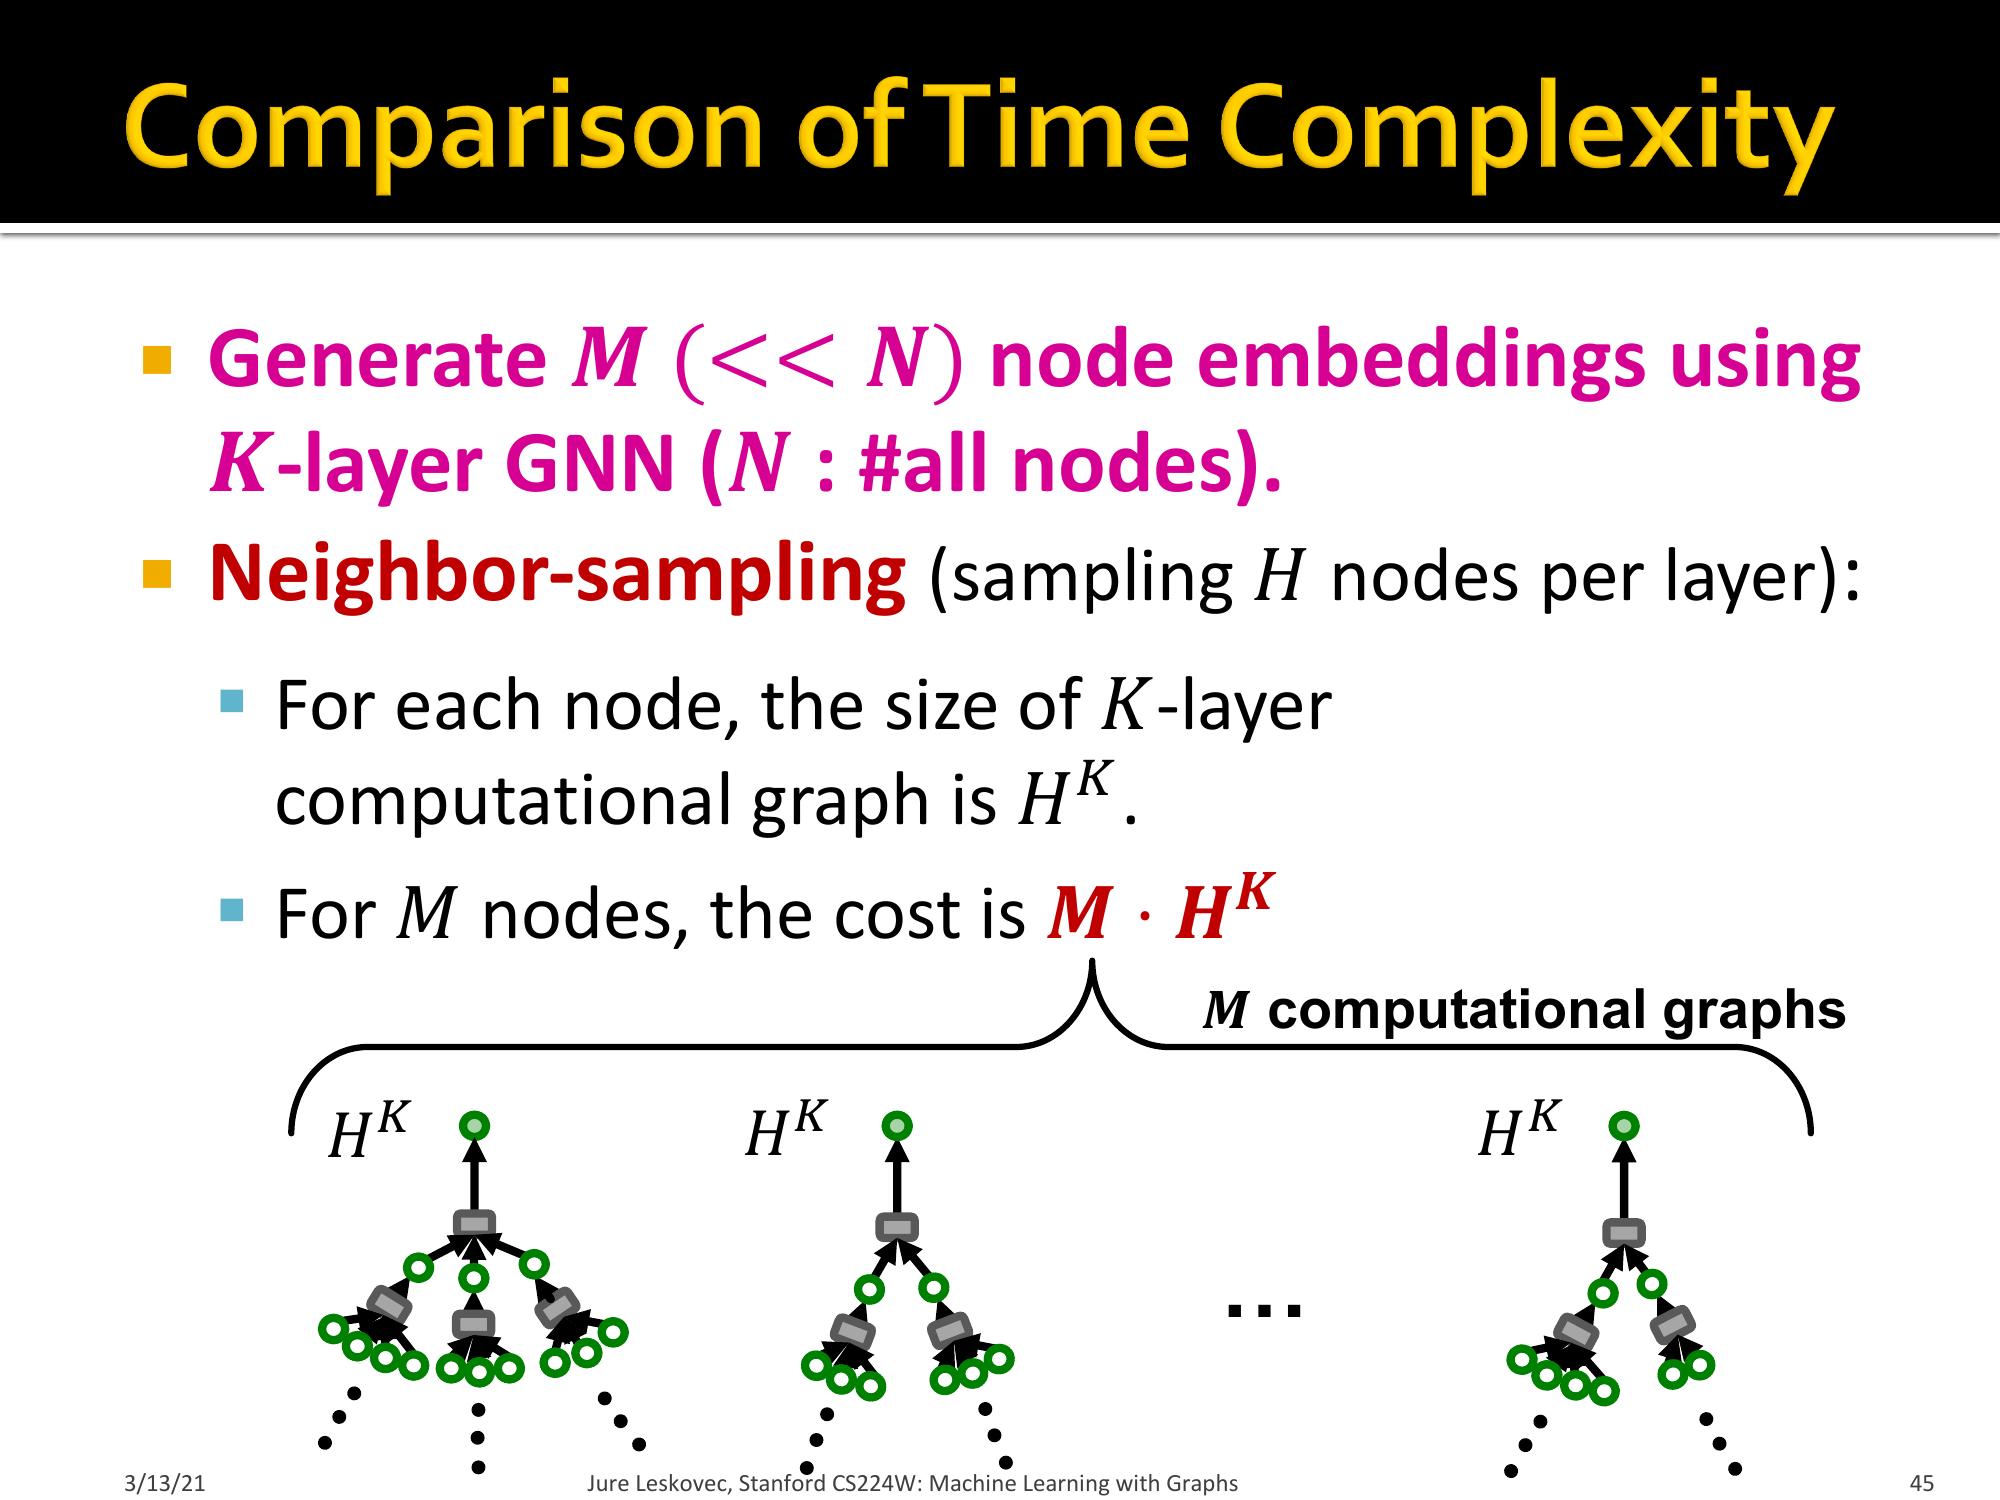 Comparison of Time Complexity
Generate M (<< N) node embeddings using
K-layer GNN (N : #all nodes).
Neighbor-sampling (sampling H nodes per layer):
For each node, the size of K-layer
computational graph is H^K.
For M nodes, the cost is M · H^K
M computational graphs
H^K H^K H^K
...
3/13/21 Jure Leskovec, Stanford CS224W: Machine Learning with Graphs 45